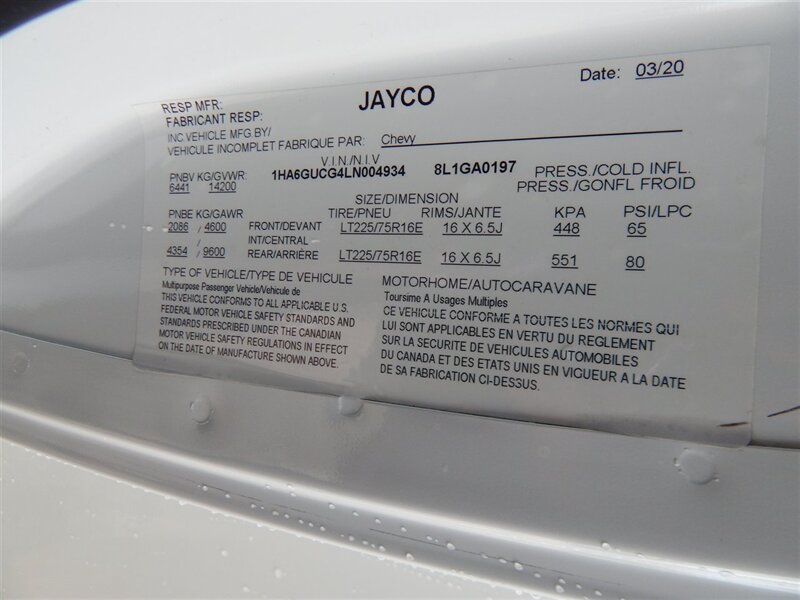 RESP MFR: JAYCO Date: 03/20
FABRICANT RESP:
INC VEHICLE MFG.BY/
VEHICULE INCOMPLET FABRIQUE PAR: Chevy
V.I.N./N.I.V
PNBV KG/GVWR: 1HA6GUCG4LN004934 8L1GA0197 PRESS./COLD INFL.
6441 14200 PRESS./GONFL FROID
SIZE/DIMENSION
PNBE KG/GAWR TIRE/PNEU RIMS/JANTE KPA PSI/LPC
2086 / 4600 FRONT/DEVANT LT225/75R16E 16 X 6.5J 448 65
/ INT/CENTRAL
4354 / 9600 REAR/ARRIÈRE LT225/75R16E 16 X 6.5J 551 80
TYPE OF VEHICLE/TYPE DE VEHICULE MOTORHOME/AUTOCARAVANE
Multipurpose Passenger Vehicle/Vehicule de Toursime A Usages Multiples
THIS VEHICLE CONFORMS TO ALL APPLICABLE U.S.
FEDERAL MOTOR VEHICLE SAFETY STANDARDS AND
STANDARDS PRESCRIBED UNDER THE CANADIAN
MOTOR VEHICLE SAFETY REGULATIONS IN EFFECT
ON THE DATE OF MANUFACTURE SHOWN ABOVE.
CE VEHICULE CONFORME A TOUTES LES NORMES QUI
LUI SONT APPLICABLES EN VERTU DU REGLEMENT
SUR LA SECURITE DE VEHICULES AUTOMOBILES
DU CANADA ET DES ETATS UNIS EN VIGUEUR A LA DATE
DE SA FABRICATION CI-DESSUS.